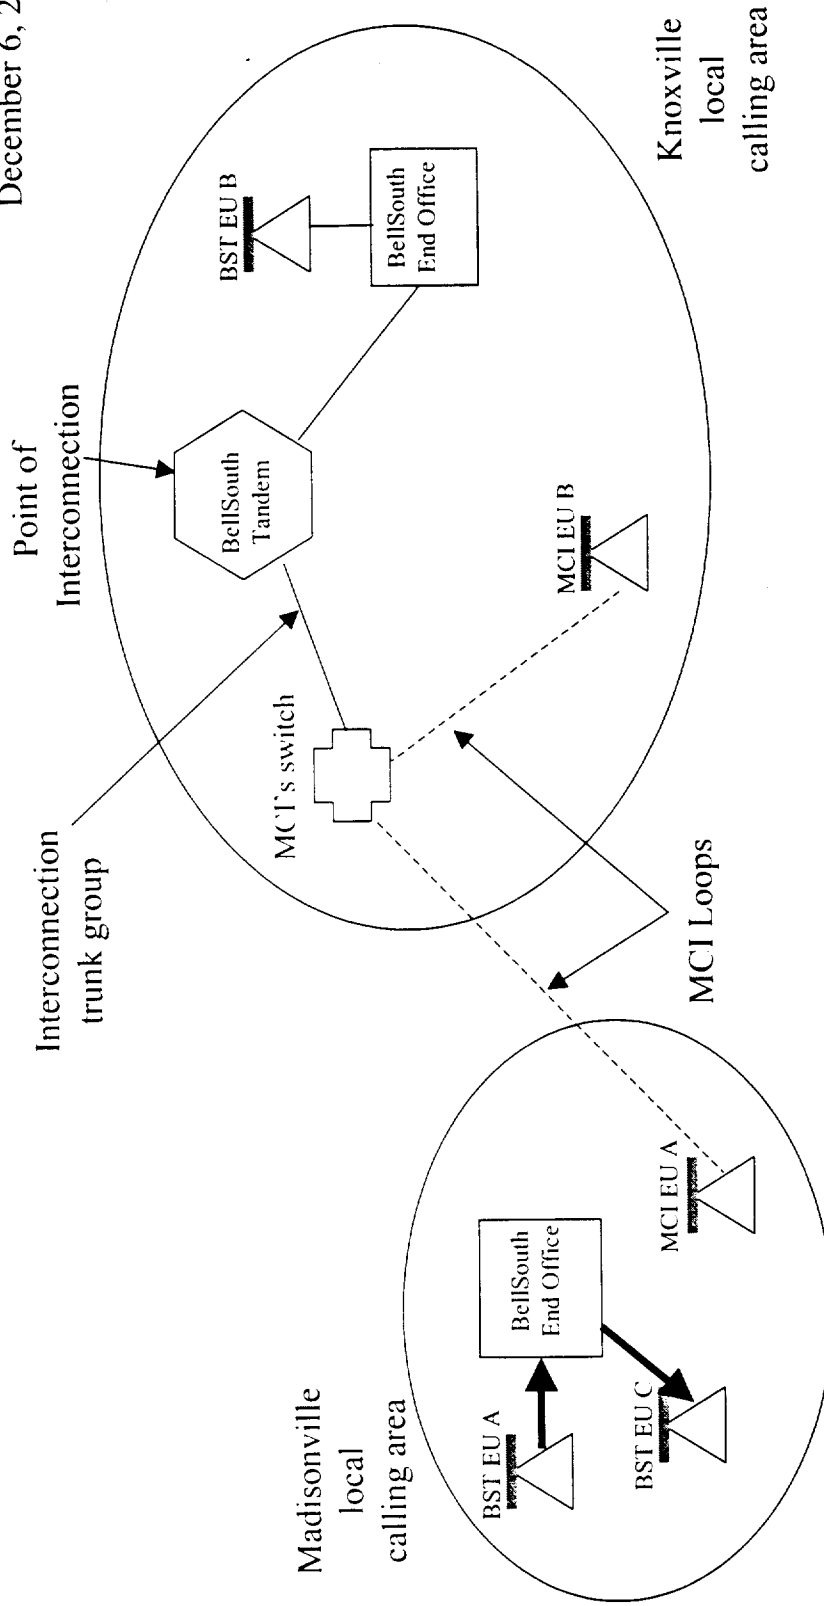 December 6, 2
Point of
Interconnection
Interconnection
trunk group
BST EU B
BellSouth
Tandem
BellSouth
End Office
MCI's switch
MCI EU B
Knoxville
local
calling area
Madisonville
local
calling area
MCI Loops
BellSouth
End Office
BST EU A
BST EU C
MCI EU A